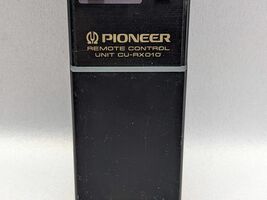 PIONEER
REMOTE CONTROL
UNIT CU-RX010